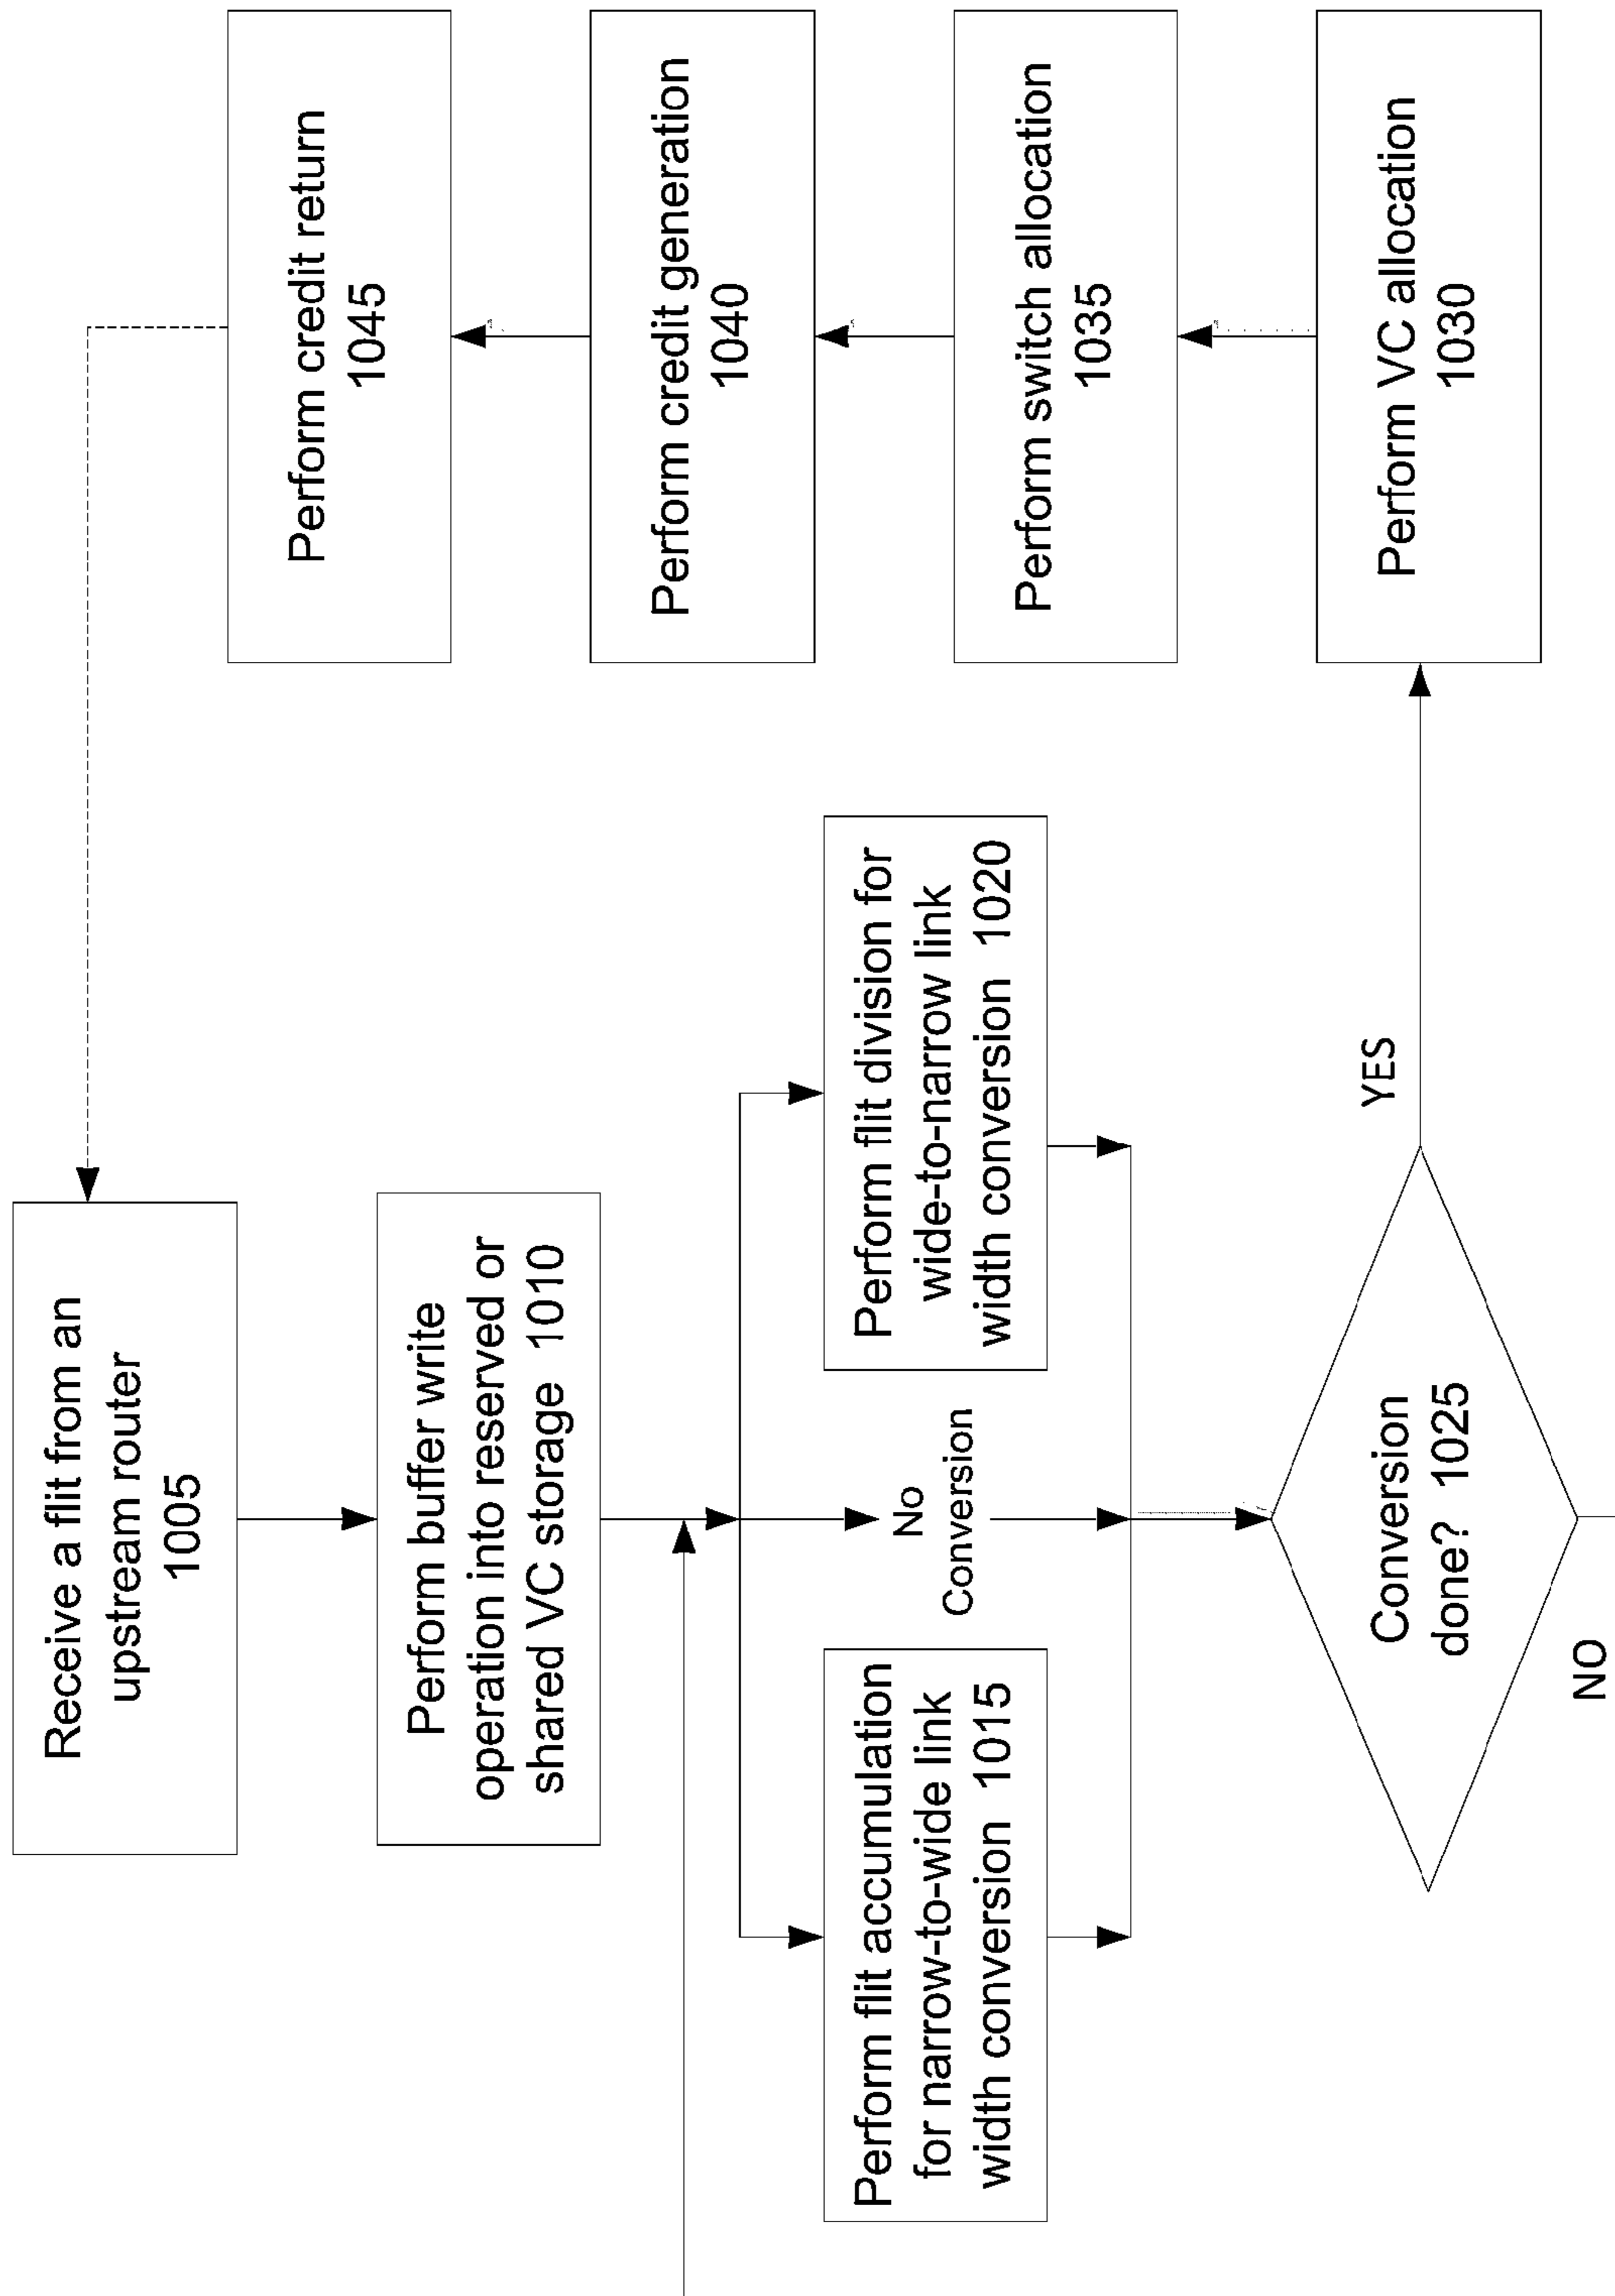 Receive a flit from an
upstream router
1005
Perform buffer write
operation into reserved or
shared VC storage 1010
Perform flit accumulation
for narrow-to-wide link
width conversion 1015
No
Conversion
Perform flit division for
wide-to-narrow link
width conversion 1020
Conversion
done? 1025
NO
YES
Perform VC allocation
1030
Perform switch allocation
1035
Perform credit generation
1040
Perform credit return
1045